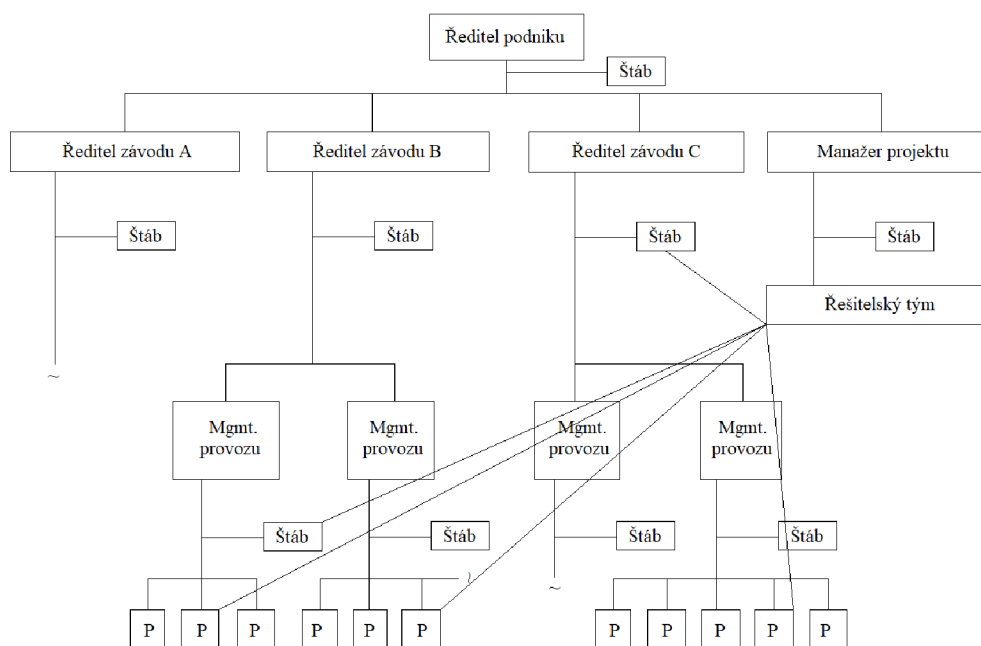 Ředitel podniku
Štáb
Ředitel závodu A
Ředitel závodu B
Ředitel závodu C
Manažer projektu
Štáb
Štáb
Štáb
Štáb
Řešitelský tým
~
Mgmt.
provozu
Mgmt.
provozu
Mgmt.
provozu
Mgmt.
provozu
Štáb
Štáb
Štáb
Štáb
~
~
P
P
P
P
P
P
P
P
P
P
P